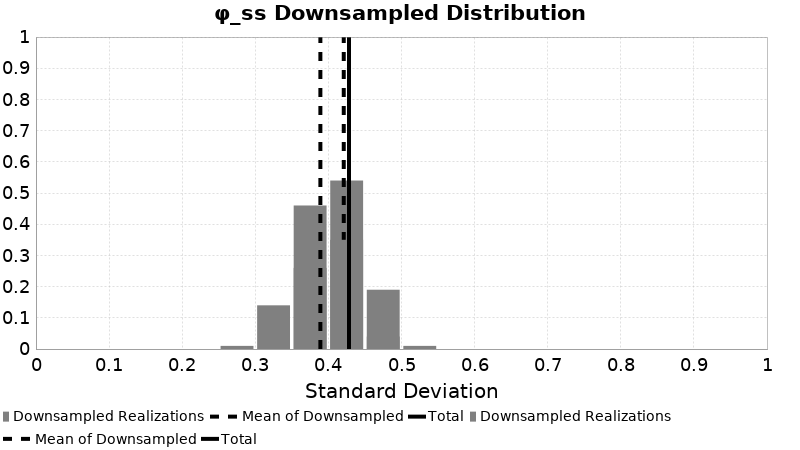 φ_ss Downsampled Distribution
1
0.9
0.8
0.7
0.6
0.5
0.4
0.3
0.2
0.1
0
0 0.1 0.2 0.3 0.4 0.5 0.6 0.7 0.8 0.9 1
Standard Deviation
Downsampled Realizations Mean of Downsampled Total Downsampled Realizations
Mean of Downsampled Total